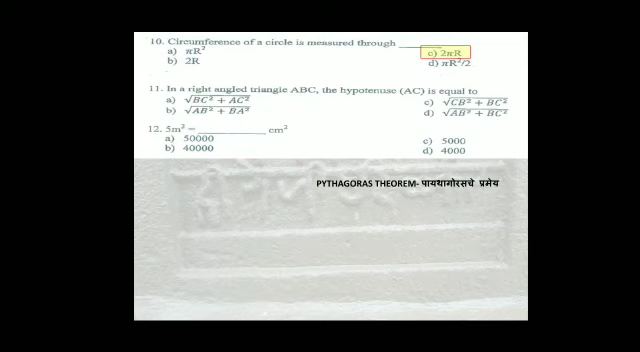 10. Circumference of a circle is measured through ________
a) πR²
c) 2πR
b) 2R
d) πR²/2
11. In a right angled triangle ABC, the hypotenuse (AC) is equal to
a) √BC² + AC²
c) √CB² + BC²
b) √AB² + BA²
d) √AB² + BC²
12. 5m² = ____________ cm²
a) 50000
c) 5000
b) 40000
d) 4000
PYTHAGORAS THEOREM- पायथागोरसचे प्रमेय